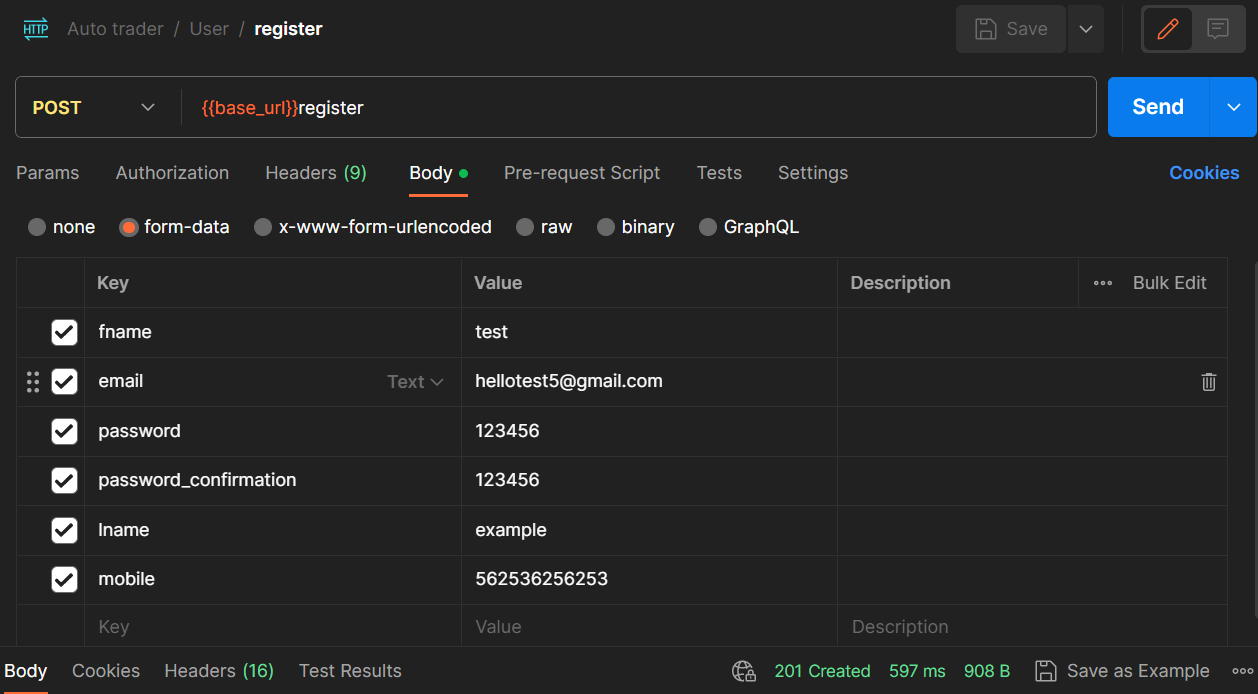 HTTP Auto trader / User / register Save
POST {{base_url}}register Send
Params Authorization Headers (9) Body Pre-request Script Tests Settings Cookies
none form-data x-www-form-urlencoded raw binary GraphQL
Key Value Description Bulk Edit
fname test
email Text hellotest5@gmail.com
password 123456
password_confirmation 123456
lname example
mobile 562536256253
Key Value Description
Body Cookies Headers (16) Test Results 201 Created 597 ms 908 B Save as Example